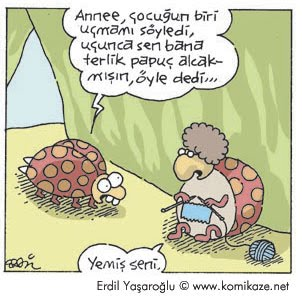 Annee, çocuğun biri
uçmamı söyledi,
uçunca sen bana
terlik papuç alcak-
mışın, öyle dedi...
Yemiş seni.
Erdil Yaşaroğlu © www.komikaze.net